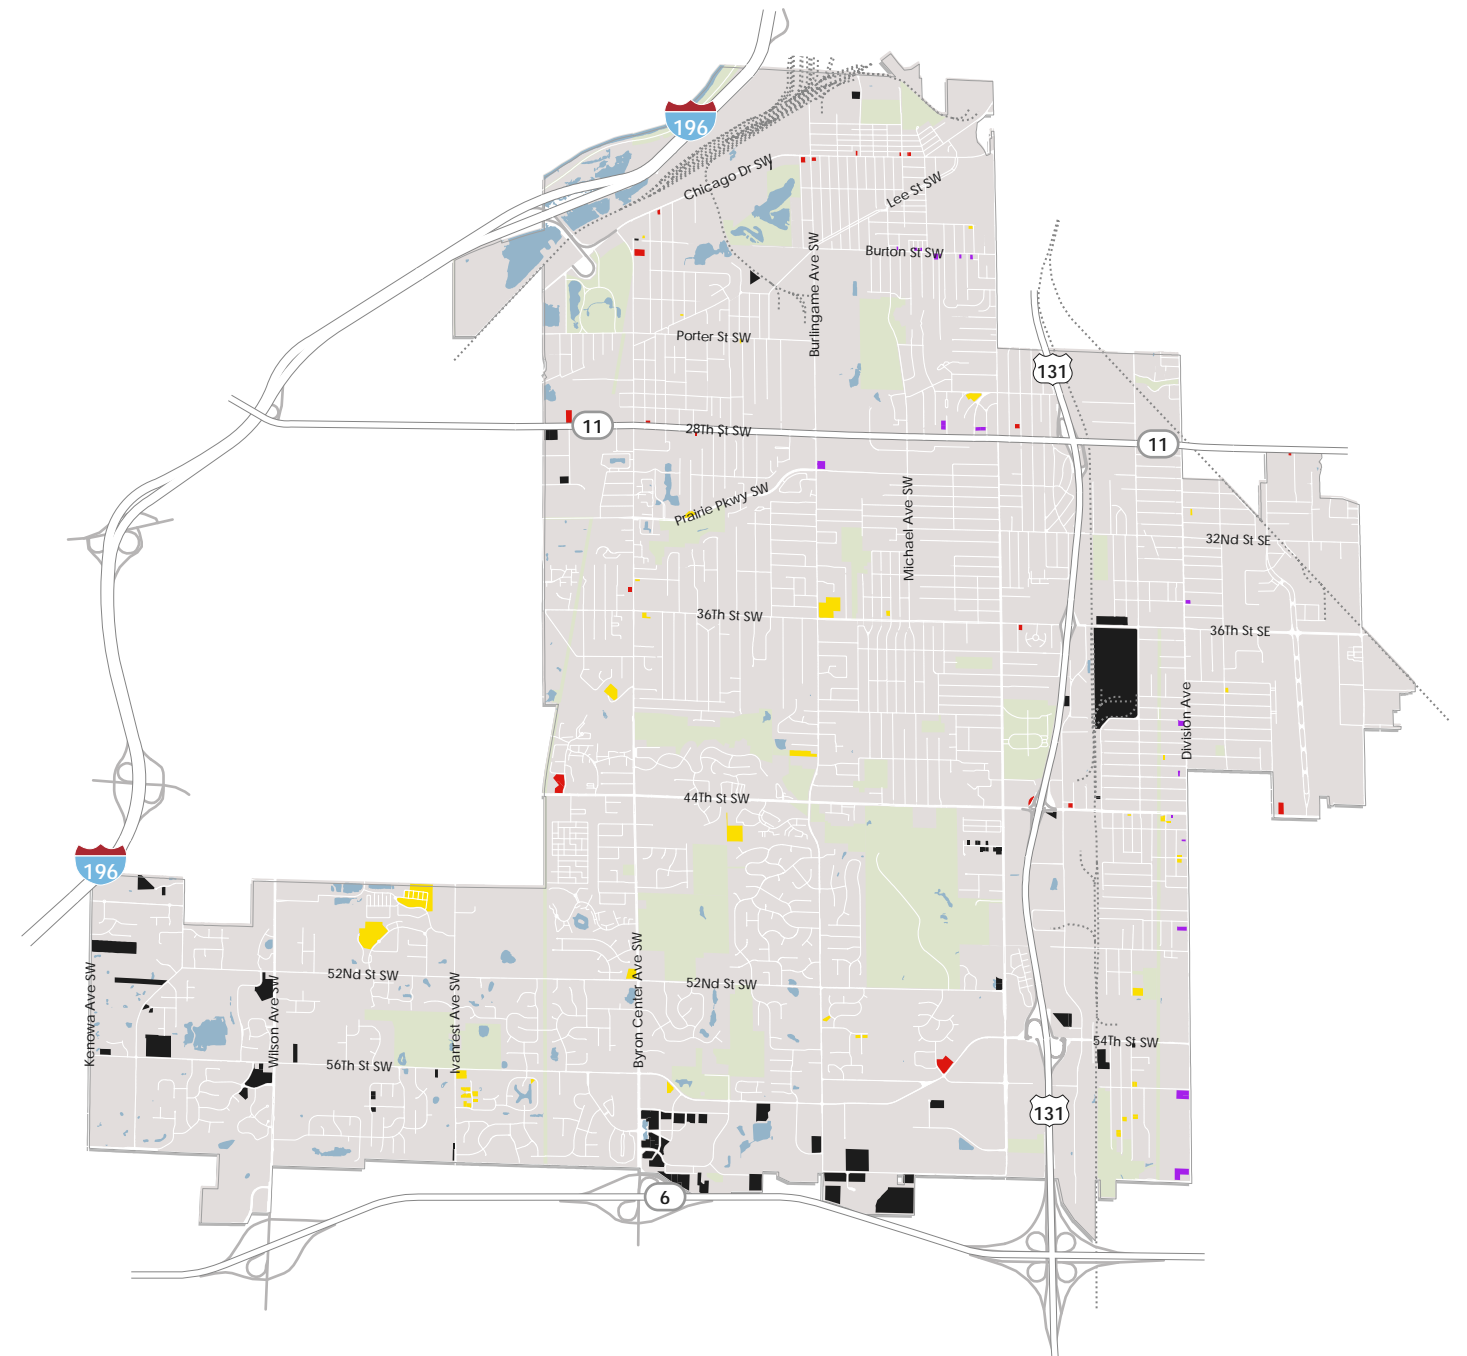 196
Chicago Dr SW
Lee St SW
Burton St SW
Burlingame Ave SW
Porter St SW
131
11
28Th St SW
11
Prairie Pkwy SW
Michael Ave SW
32Nd St SE
36Th St SW
36Th St SE
Division Ave
44Th St SW
196
Kenowa Ave SW
52Nd St SW
Wilson Ave SW
Ivanrest Ave SW
Byron Center Ave SW
52Nd St SW
54Th St SW
56Th St SW
131
6